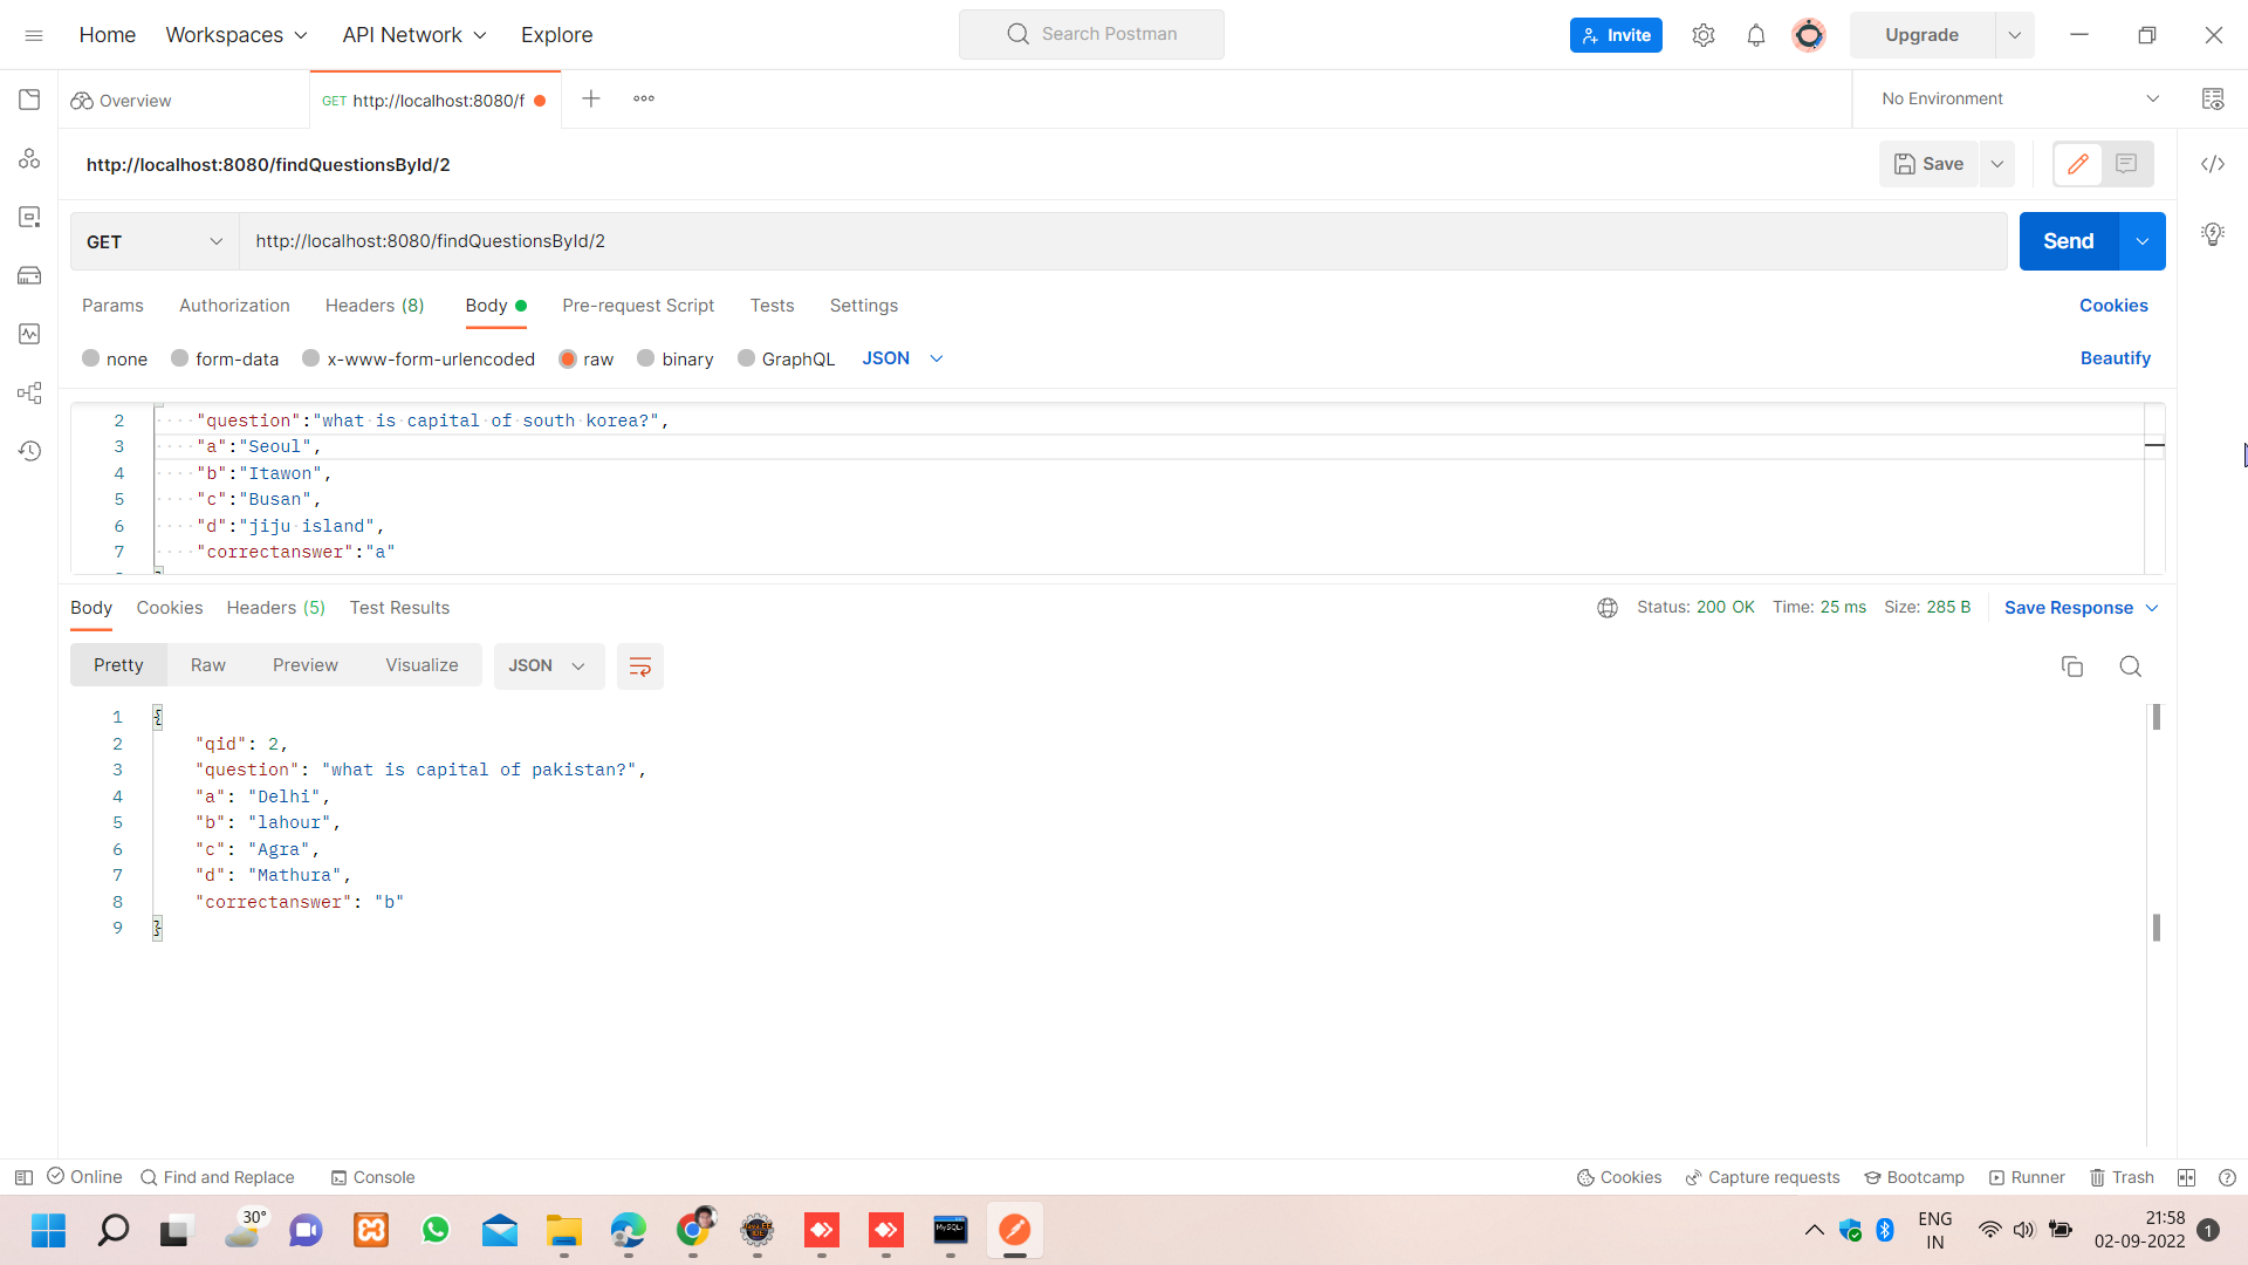 Home Workspaces API Network Explore Search Postman Invite Upgrade
Overview GET http://localhost:8080/f No Environment
http://localhost:8080/findQuestionsById/2 Save
GET http://localhost:8080/findQuestionsById/2 Send
Params Authorization Headers (8) Body Pre-request Script Tests Settings Cookies
none form-data x-www-form-urlencoded raw binary GraphQL JSON Beautify
2 "question":"what is capital of south korea?",
3 "a":"Seoul",
4 "b":"Itawon",
5 "c":"Busan",
6 "d":"jiju island",
7 "correctanswer":"a"
Body Cookies Headers (5) Test Results Status: 200 OK Time: 25 ms Size: 285 B Save Response
Pretty Raw Preview Visualize JSON
1 {
2 "qid": 2,
3 "question": "what is capital of pakistan?",
4 "a": "Delhi",
5 "b": "lahour",
6 "c": "Agra",
7 "d": "Mathura",
8 "correctanswer": "b"
9 }
Online Find and Replace Console Cookies Capture requests Bootcamp Runner Trash
30° ENG 21:58
IN 02-09-2022 1